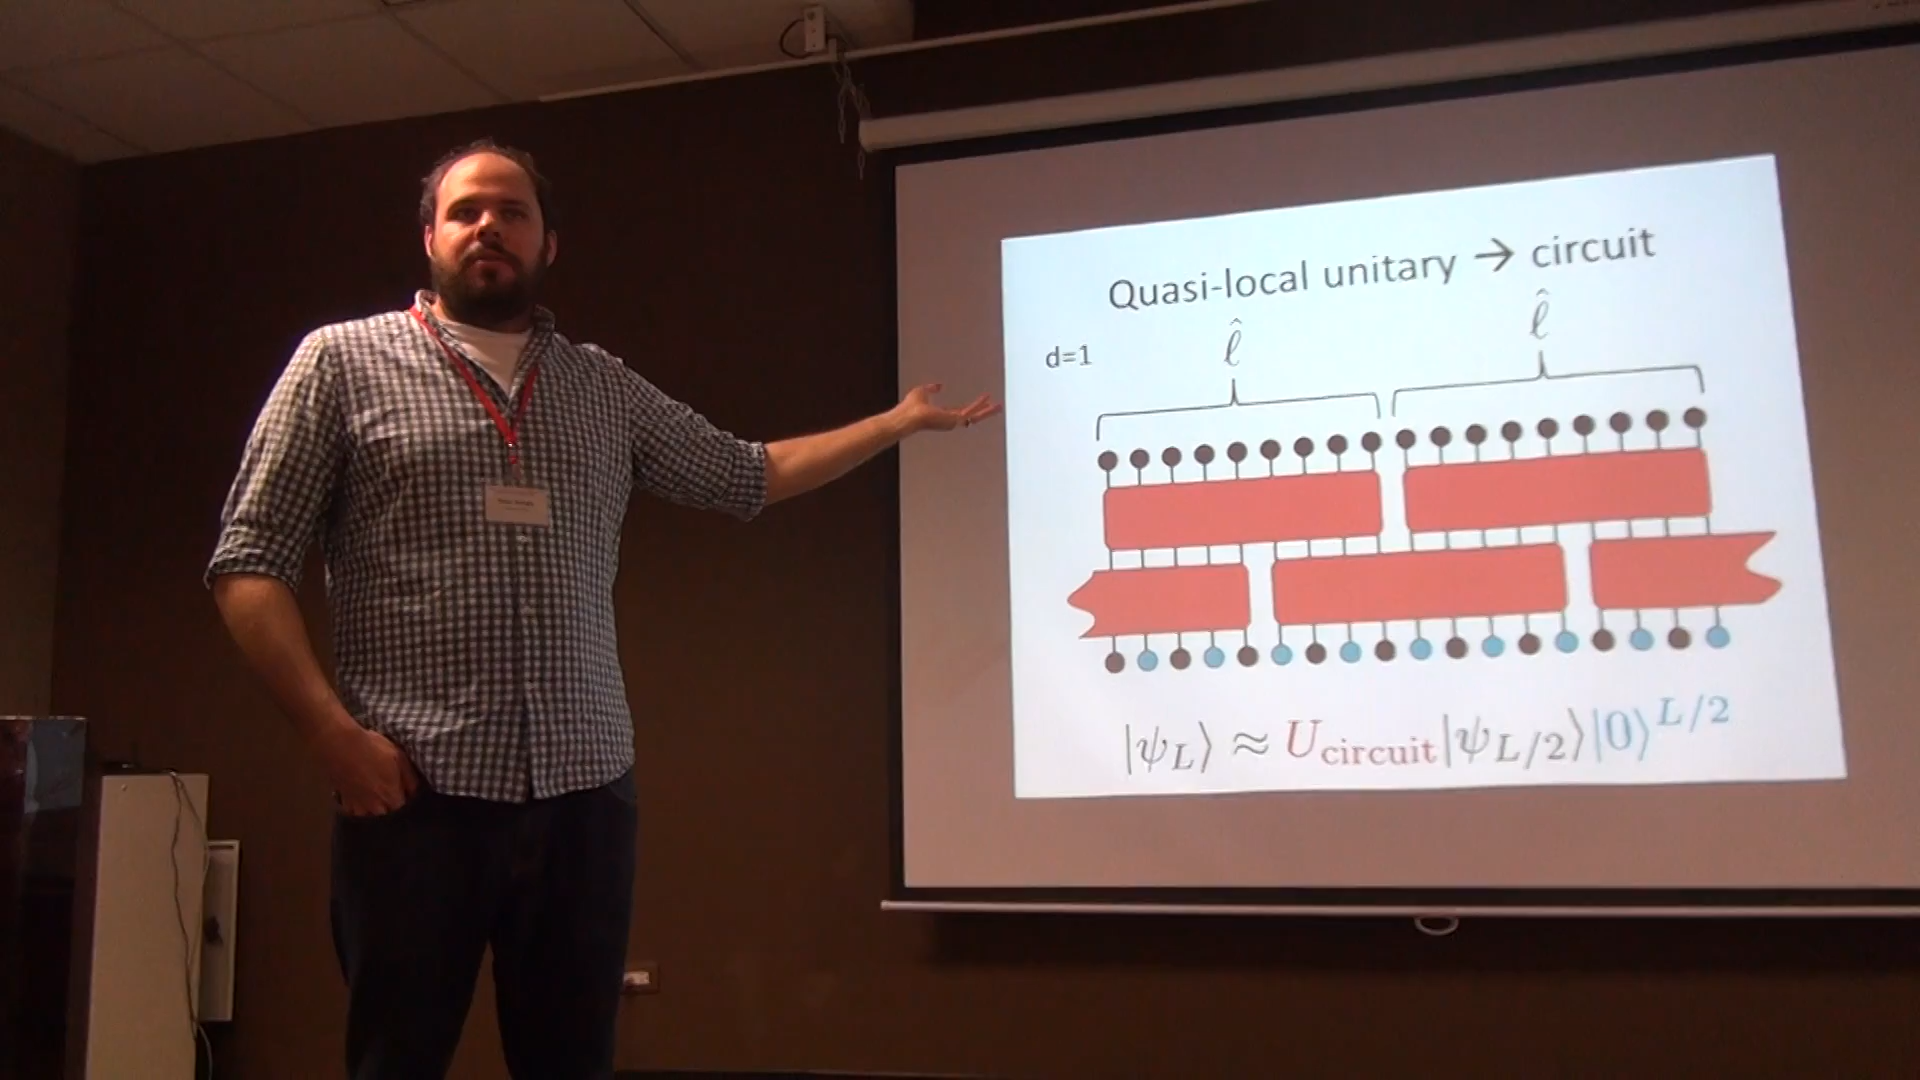 Quasi-local unitary → circuit
d=1
ℓ̂ ℓ̂
|ψ_L⟩ ≈ U_circuit|ψ_{L/2}⟩|0⟩^{L/2}